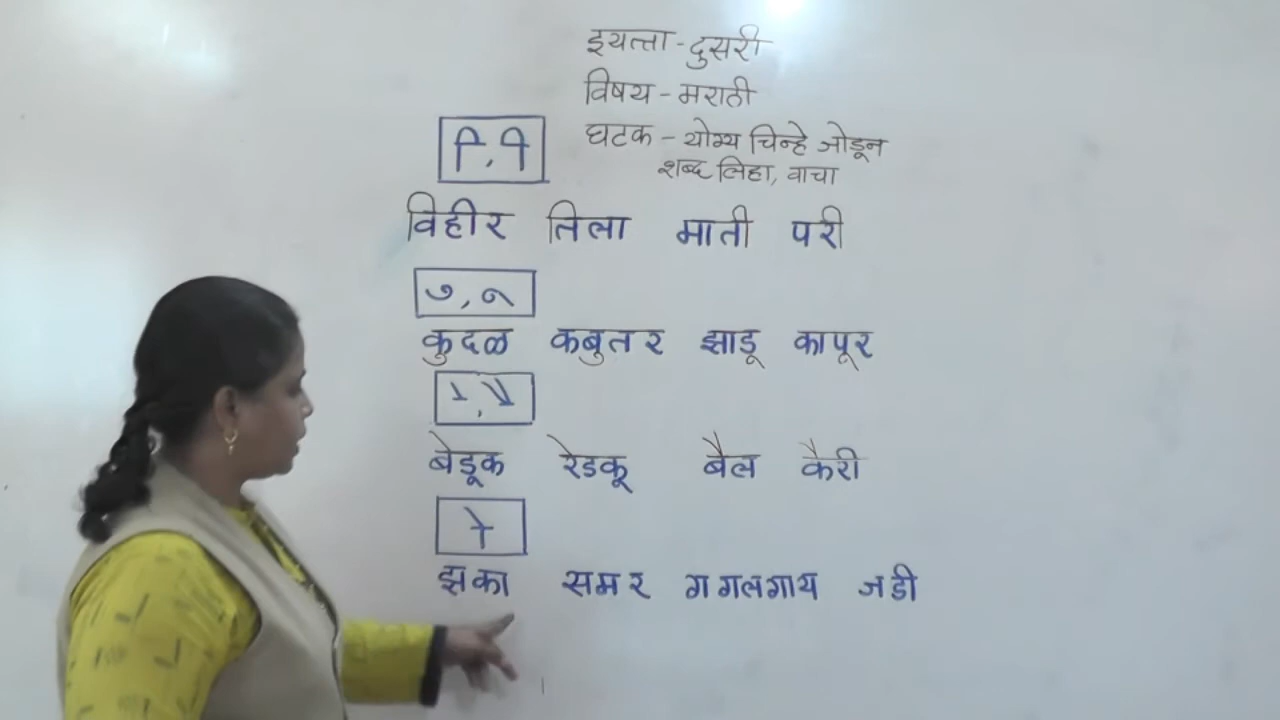 इयत्ता - दुसरी
विषय - मराठी
घटक - योग्य चिन्हे जोडून
शब्द लिहा, वाचा
ि, ी
विहीर तिला माती परी
ु, ू
कुदळ कबुतर झाडू कापूर
े, ै
बेडूक रेडकू बैल कैरी
ो
झका समर गगलगाय जडी